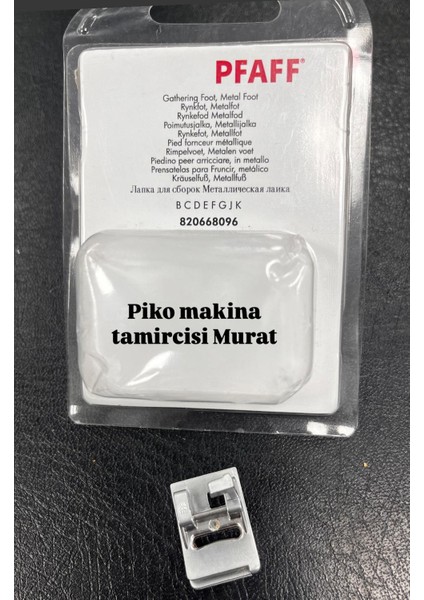 PFAFF®
Gathering Foot, Metal Foot
Rynkfot, Metalfot
Rynkefod Metalfod
Poimutusjalka, Metallijalka
Rynkefot, Metallfot
Pied fronceur métallique
Rimpelvoet, Metalen voet
Piedino peer arricciare, in metallo
Prensatelas para Fruncir, metálico
Kräuselfuß, Metallfuß
Лапка для сборок Металлическая лапка
B C D E F G J K
820668096
Piko makina
tamircisi Murat